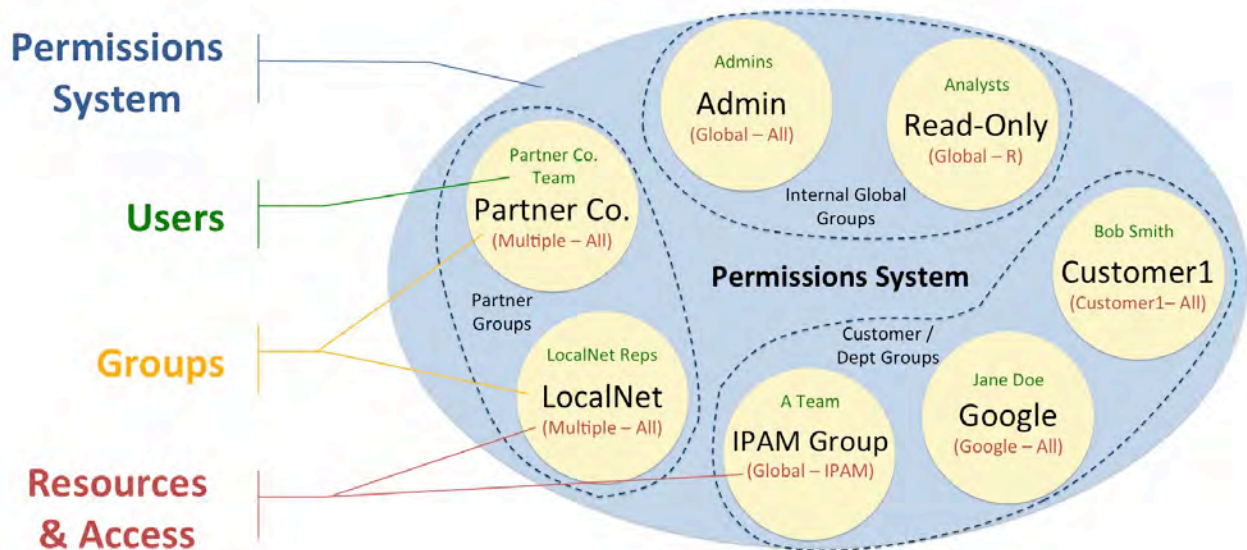 Permissions
System
Users
Groups
Resources
& Access
Admins
Admin
(Global – All)
Analysts
Read-Only
(Global – R)
Internal Global
Groups
Partner Co.
Team
Partner Co.
(Multiple – All)
Partner
Groups
LocalNet Reps
LocalNet
(Multiple – All)
Permissions System
Bob Smith
Customer1
(Customer1– All)
Customer /
Dept Groups
Jane Doe
Google
(Google – All)
A Team
IPAM Group
(Global – IPAM)